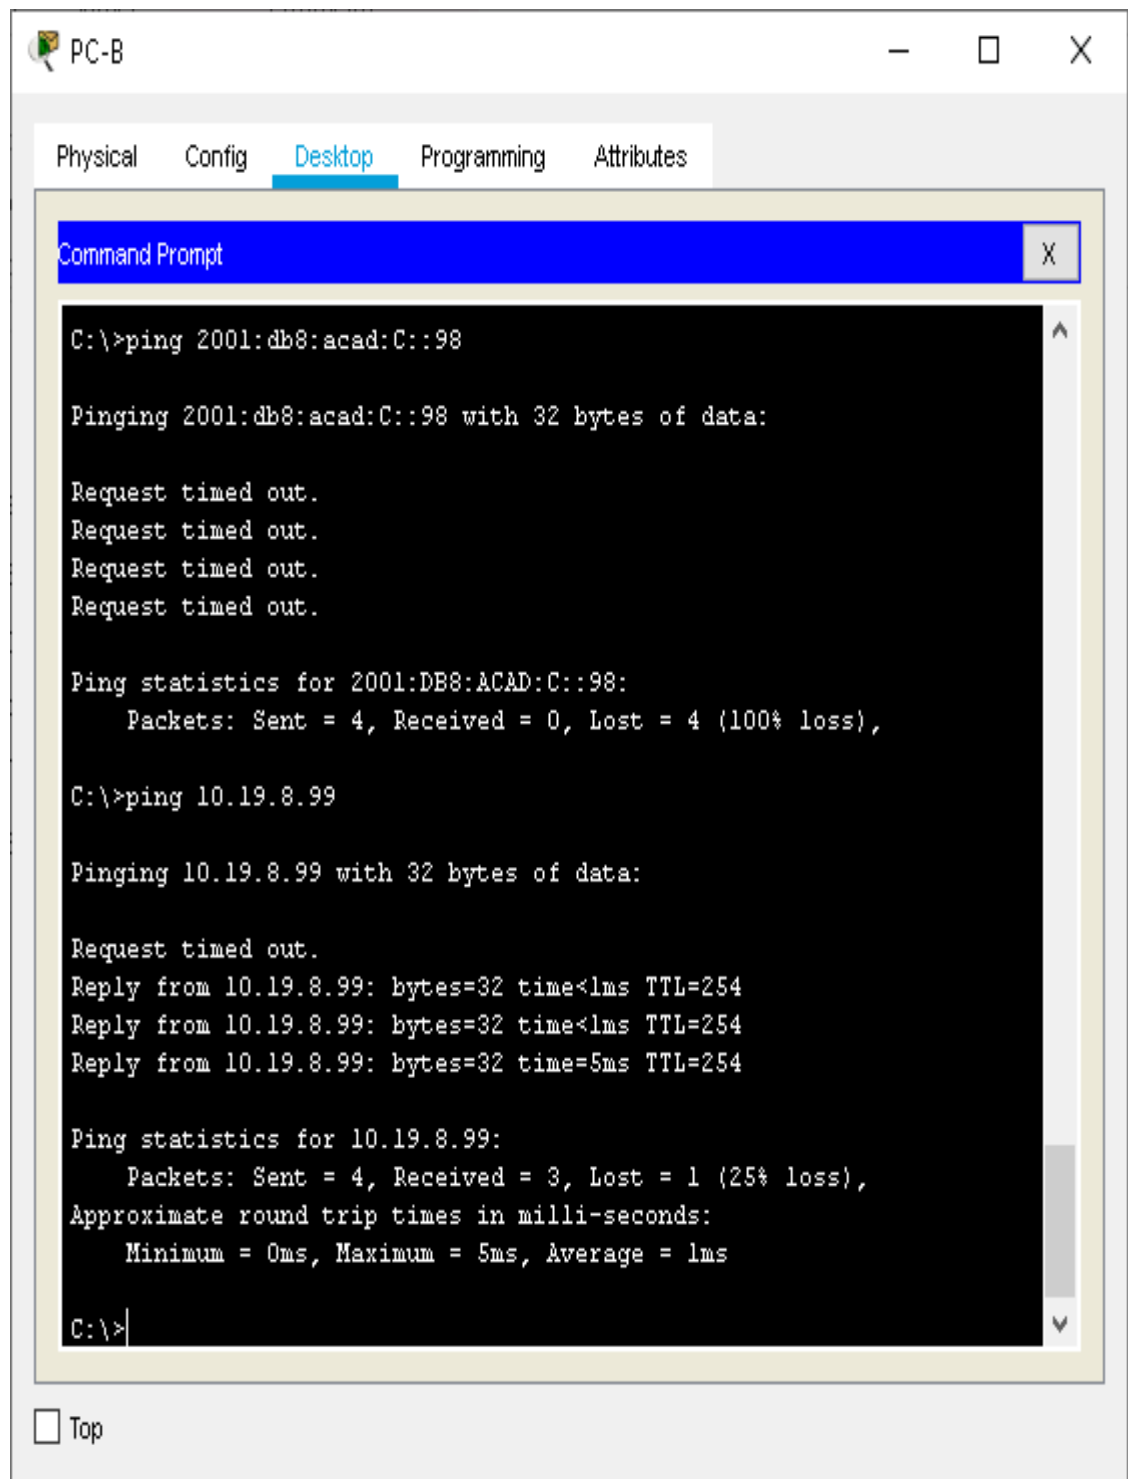 PC-B
Physical Config Desktop Programming Attributes
Command Prompt X
C:\>ping 2001:db8:acad:C::98
Pinging 2001:db8:acad:C::98 with 32 bytes of data:
Request timed out.
Request timed out.
Request timed out.
Request timed out.
Ping statistics for 2001:DB8:ACAD:C::98:
Packets: Sent = 4, Received = 0, Lost = 4 (100% loss),
C:\>ping 10.19.8.99
Pinging 10.19.8.99 with 32 bytes of data:
Request timed out.
Reply from 10.19.8.99: bytes=32 time<1ms TTL=254
Reply from 10.19.8.99: bytes=32 time<1ms TTL=254
Reply from 10.19.8.99: bytes=32 time=5ms TTL=254
Ping statistics for 10.19.8.99:
Packets: Sent = 4, Received = 3, Lost = 1 (25% loss),
Approximate round trip times in milli-seconds:
Minimum = 0ms, Maximum = 5ms, Average = 1ms
C:\>
Top